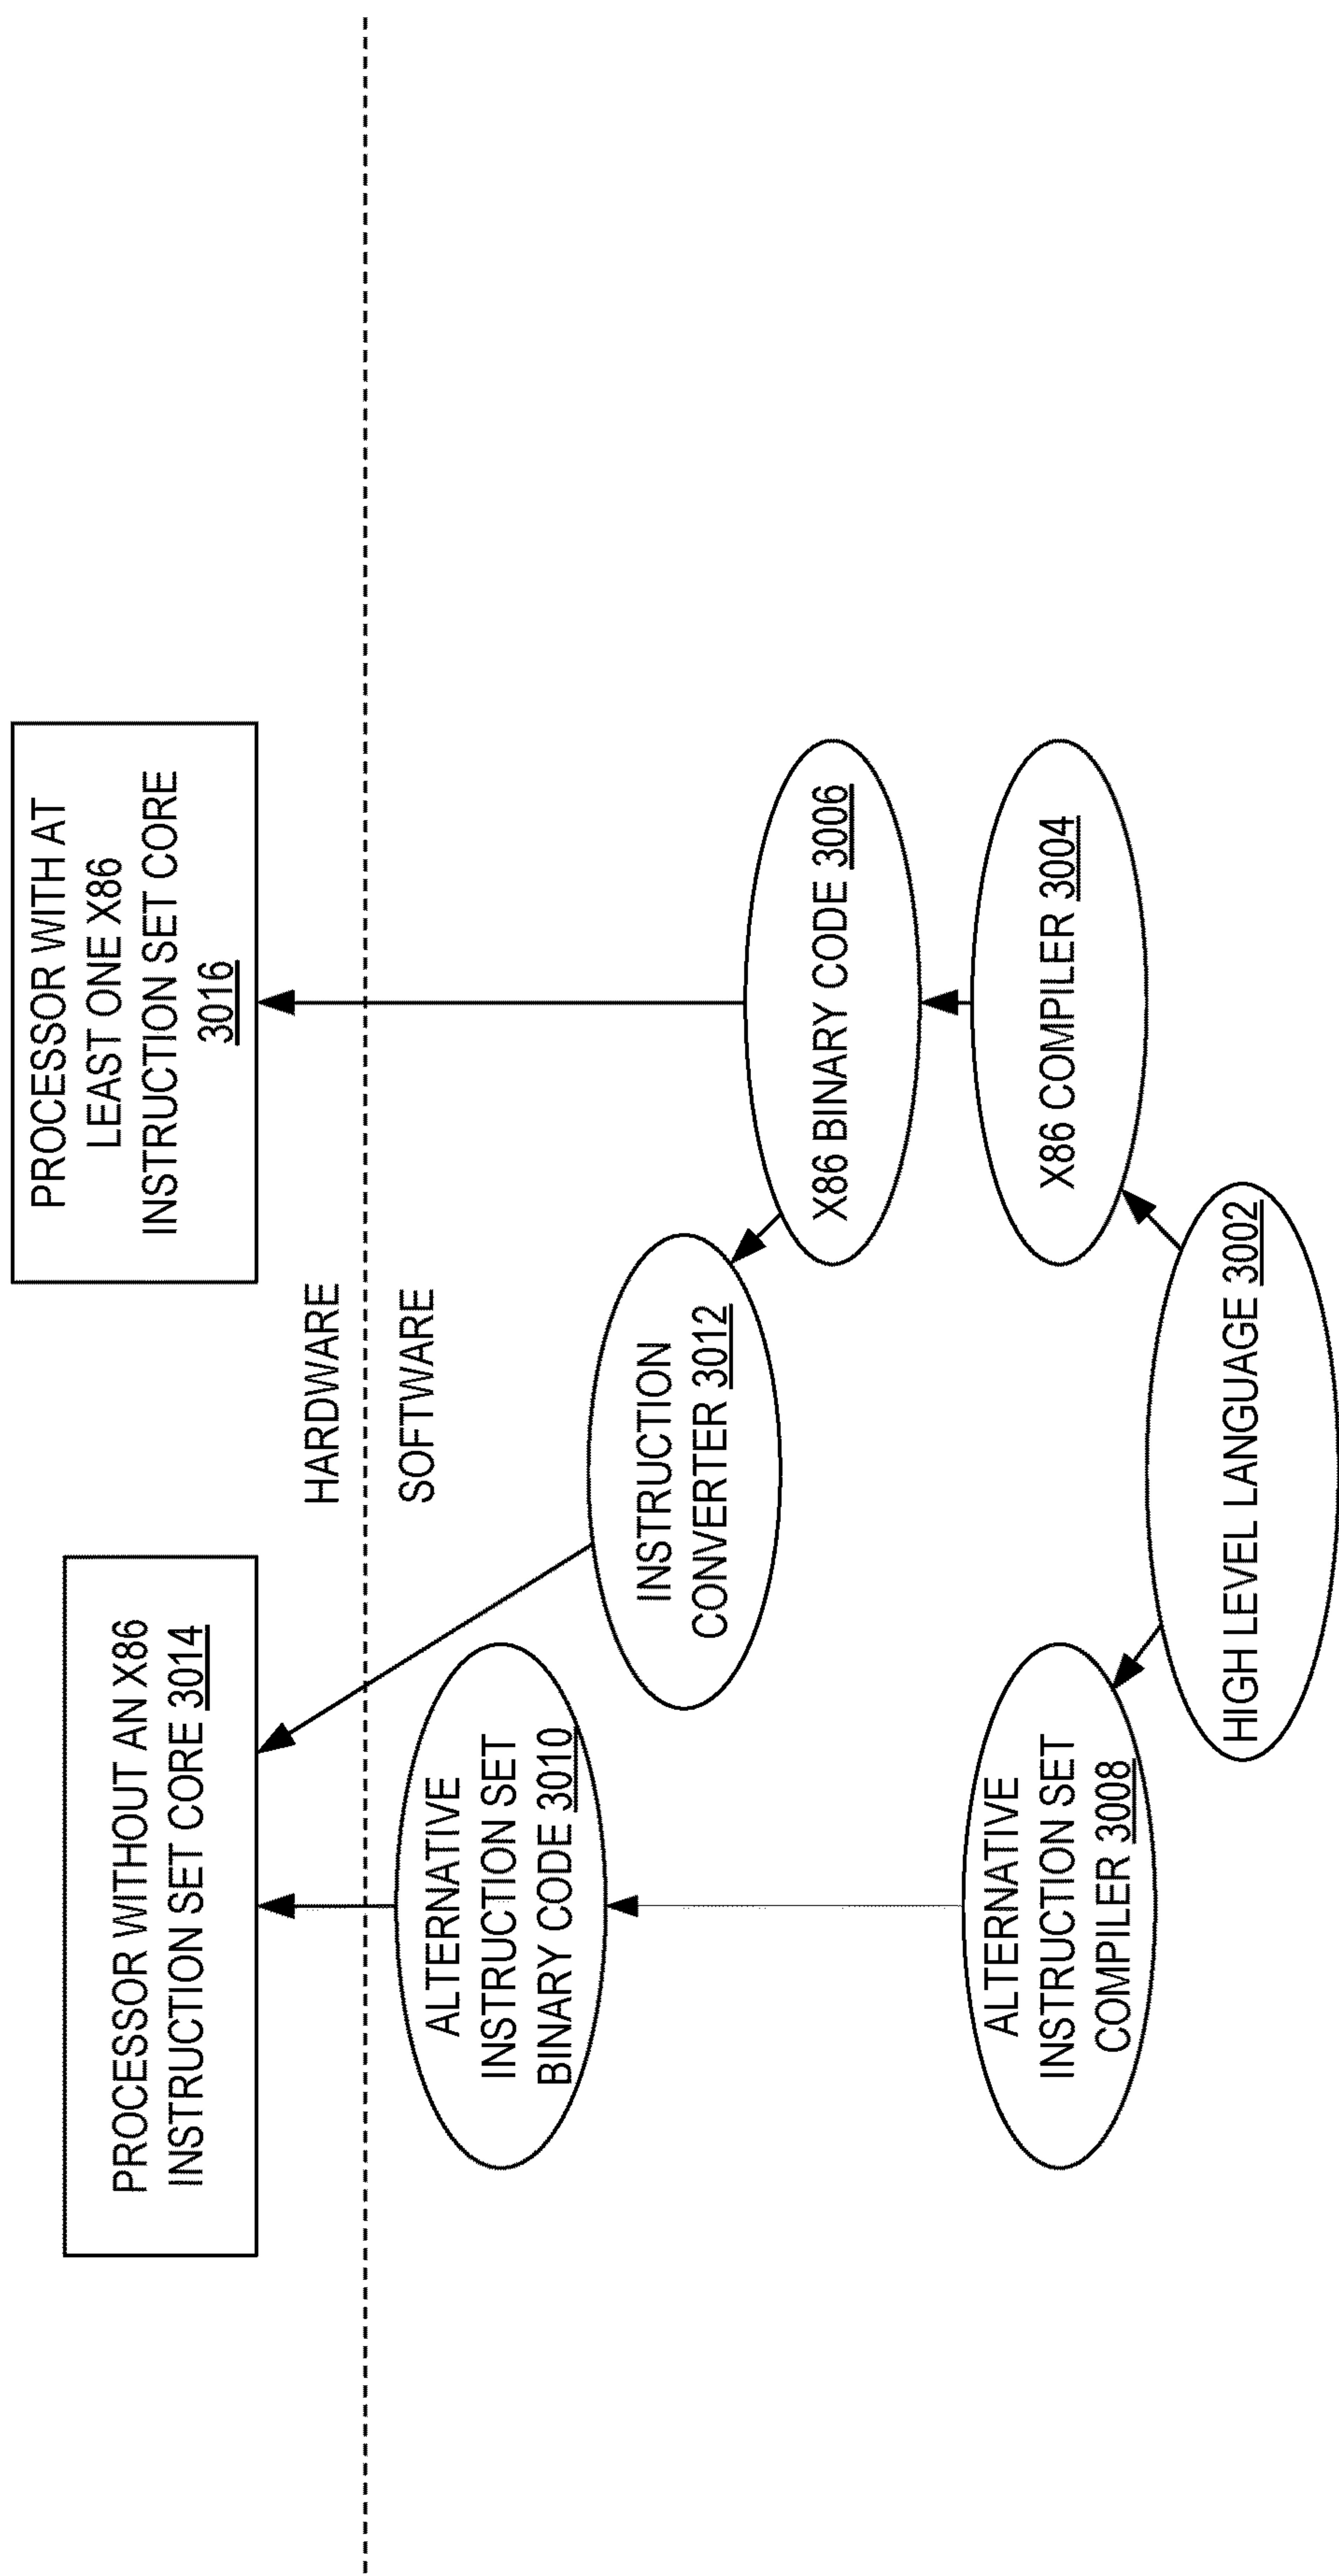 PROCESSOR WITHOUT AN X86
INSTRUCTION SET CORE 3014
PROCESSOR WITH AT
LEAST ONE X86
INSTRUCTION SET CORE
3016
HARDWARE
SOFTWARE
ALTERNATIVE
INSTRUCTION SET
BINARY CODE 3010
INSTRUCTION
CONVERTER 3012
X86 BINARY CODE 3006
ALTERNATIVE
INSTRUCTION SET
COMPILER 3008
X86 COMPILER 3004
HIGH LEVEL LANGUAGE 3002